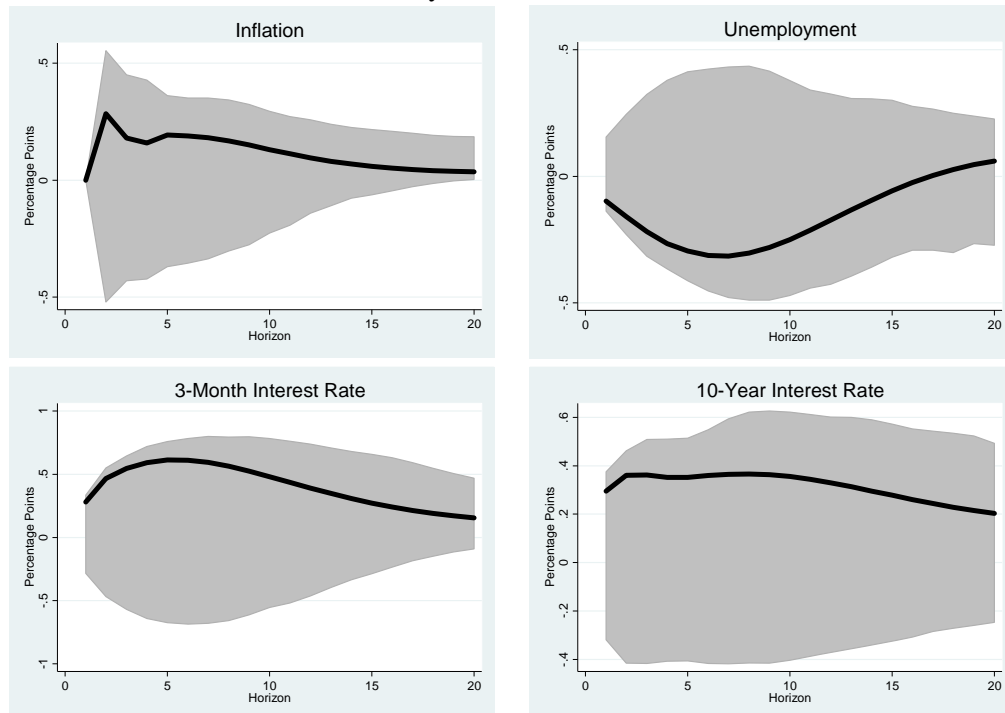 Inflation
Percentage Points
.5
0
-.5
0 5 10 15 20
Horizon
Unemployment
Percentage Points
.5
0
-.5
0 5 10 15 20
Horizon
3-Month Interest Rate
Percentage Points
1
.5
0
-.5
-1
0 5 10 15 20
Horizon
10-Year Interest Rate
Percentage Points
.6
.4
.2
0
-.2
-.4
0 5 10 15 20
Horizon